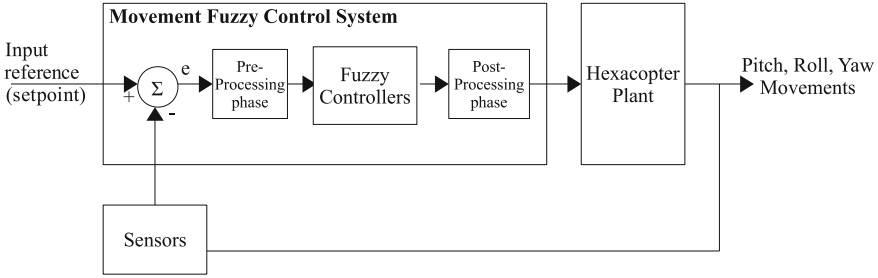 Movement Fuzzy Control System
Input
reference
(setpoint)
+
Σ
-
e
Pre-
Processing
phase
Fuzzy
Controllers
Post-
Processing
phase
Hexacopter
Plant
Pitch, Roll, Yaw
Movements
Sensors